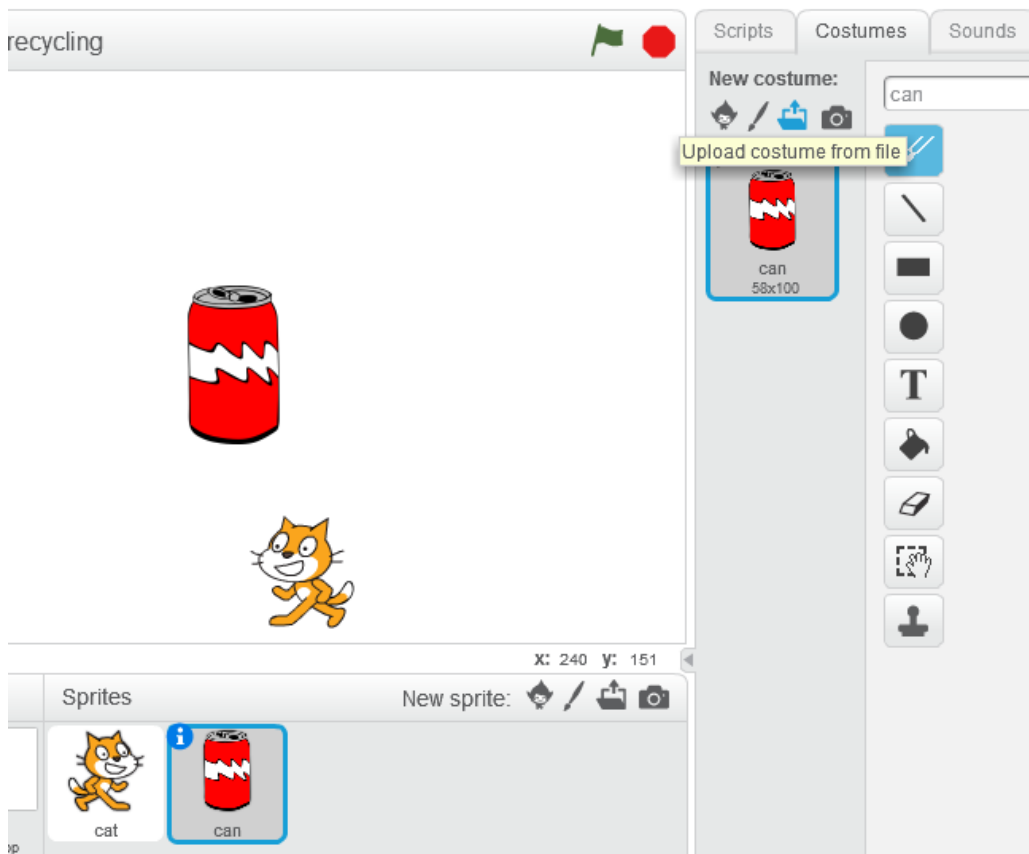 recycling
Scripts
Costumes
Sounds
New costume:
can
Upload costume from file
can
58x100
T
x: 240 y: 151
Sprites
New sprite:
cat
can